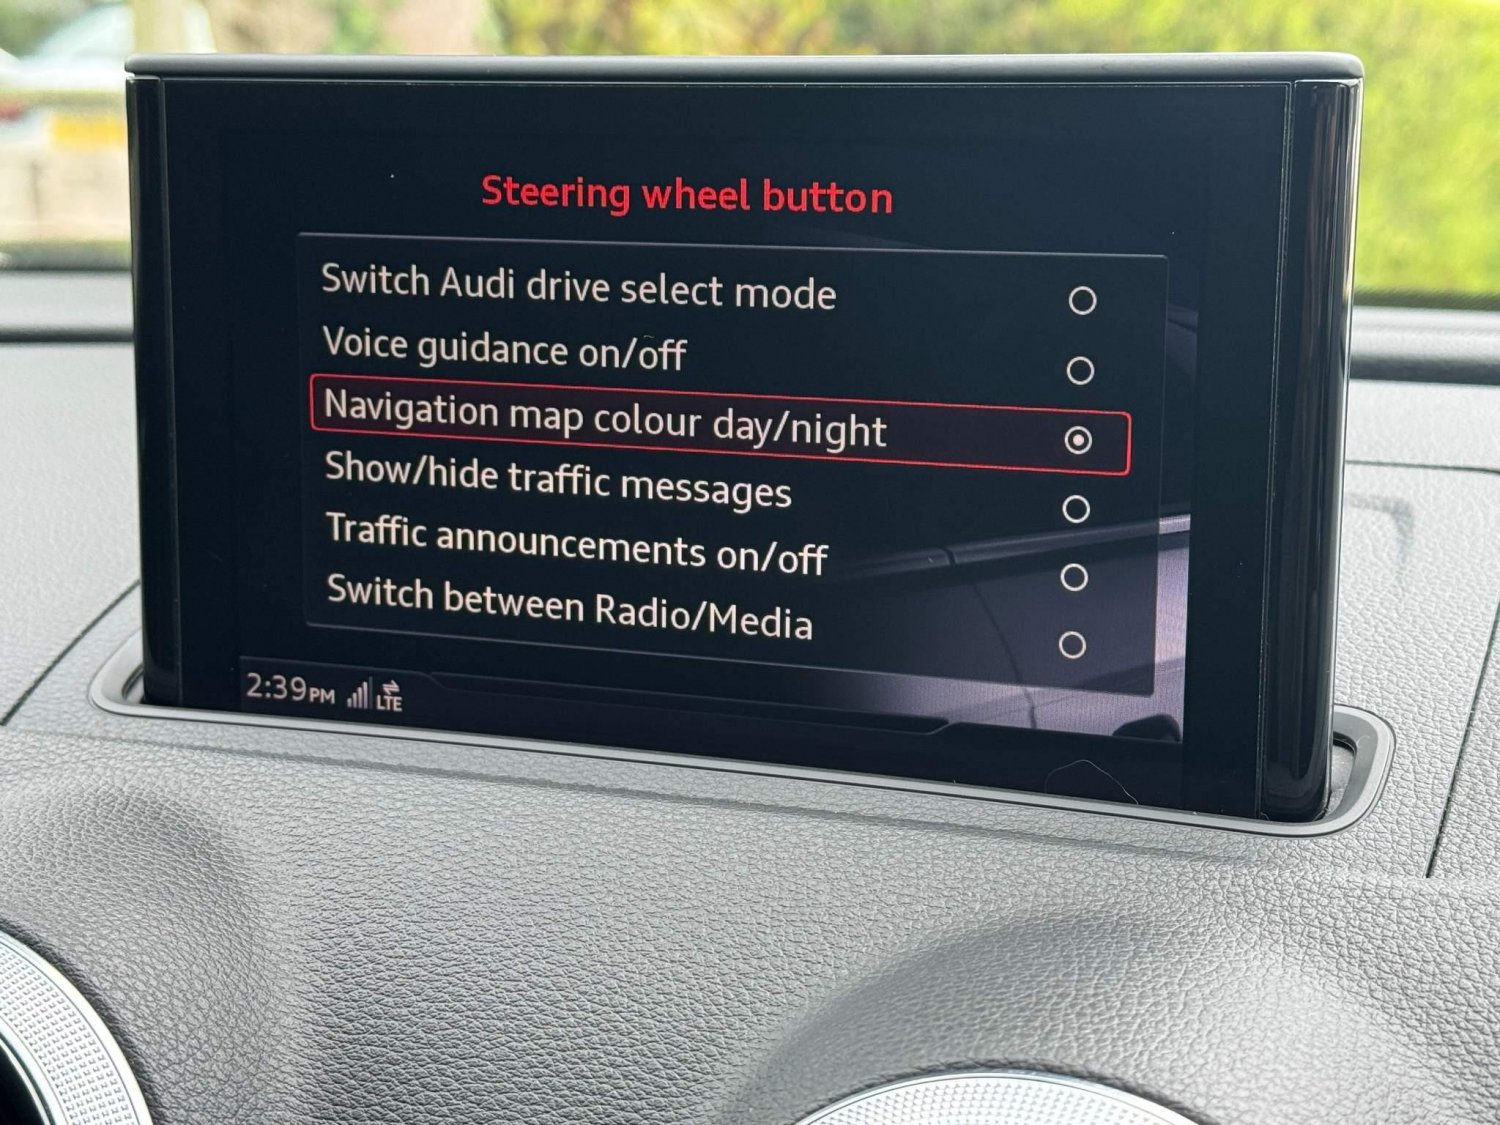 Steering wheel button
Switch Audi drive select mode
Voice guidance on/off
Navigation map colour day/night
Show/hide traffic messages
Traffic announcements on/off
Switch between Radio/Media
2:39PM LTE